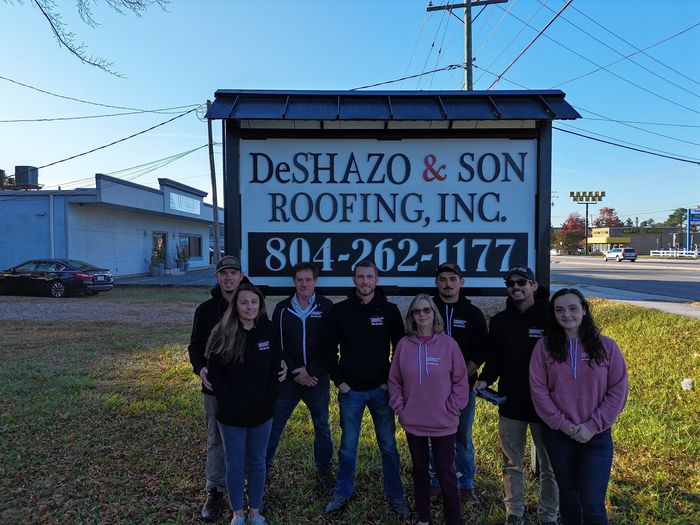 DeSHAZO & SON
ROOFING, INC.
804-262-1177